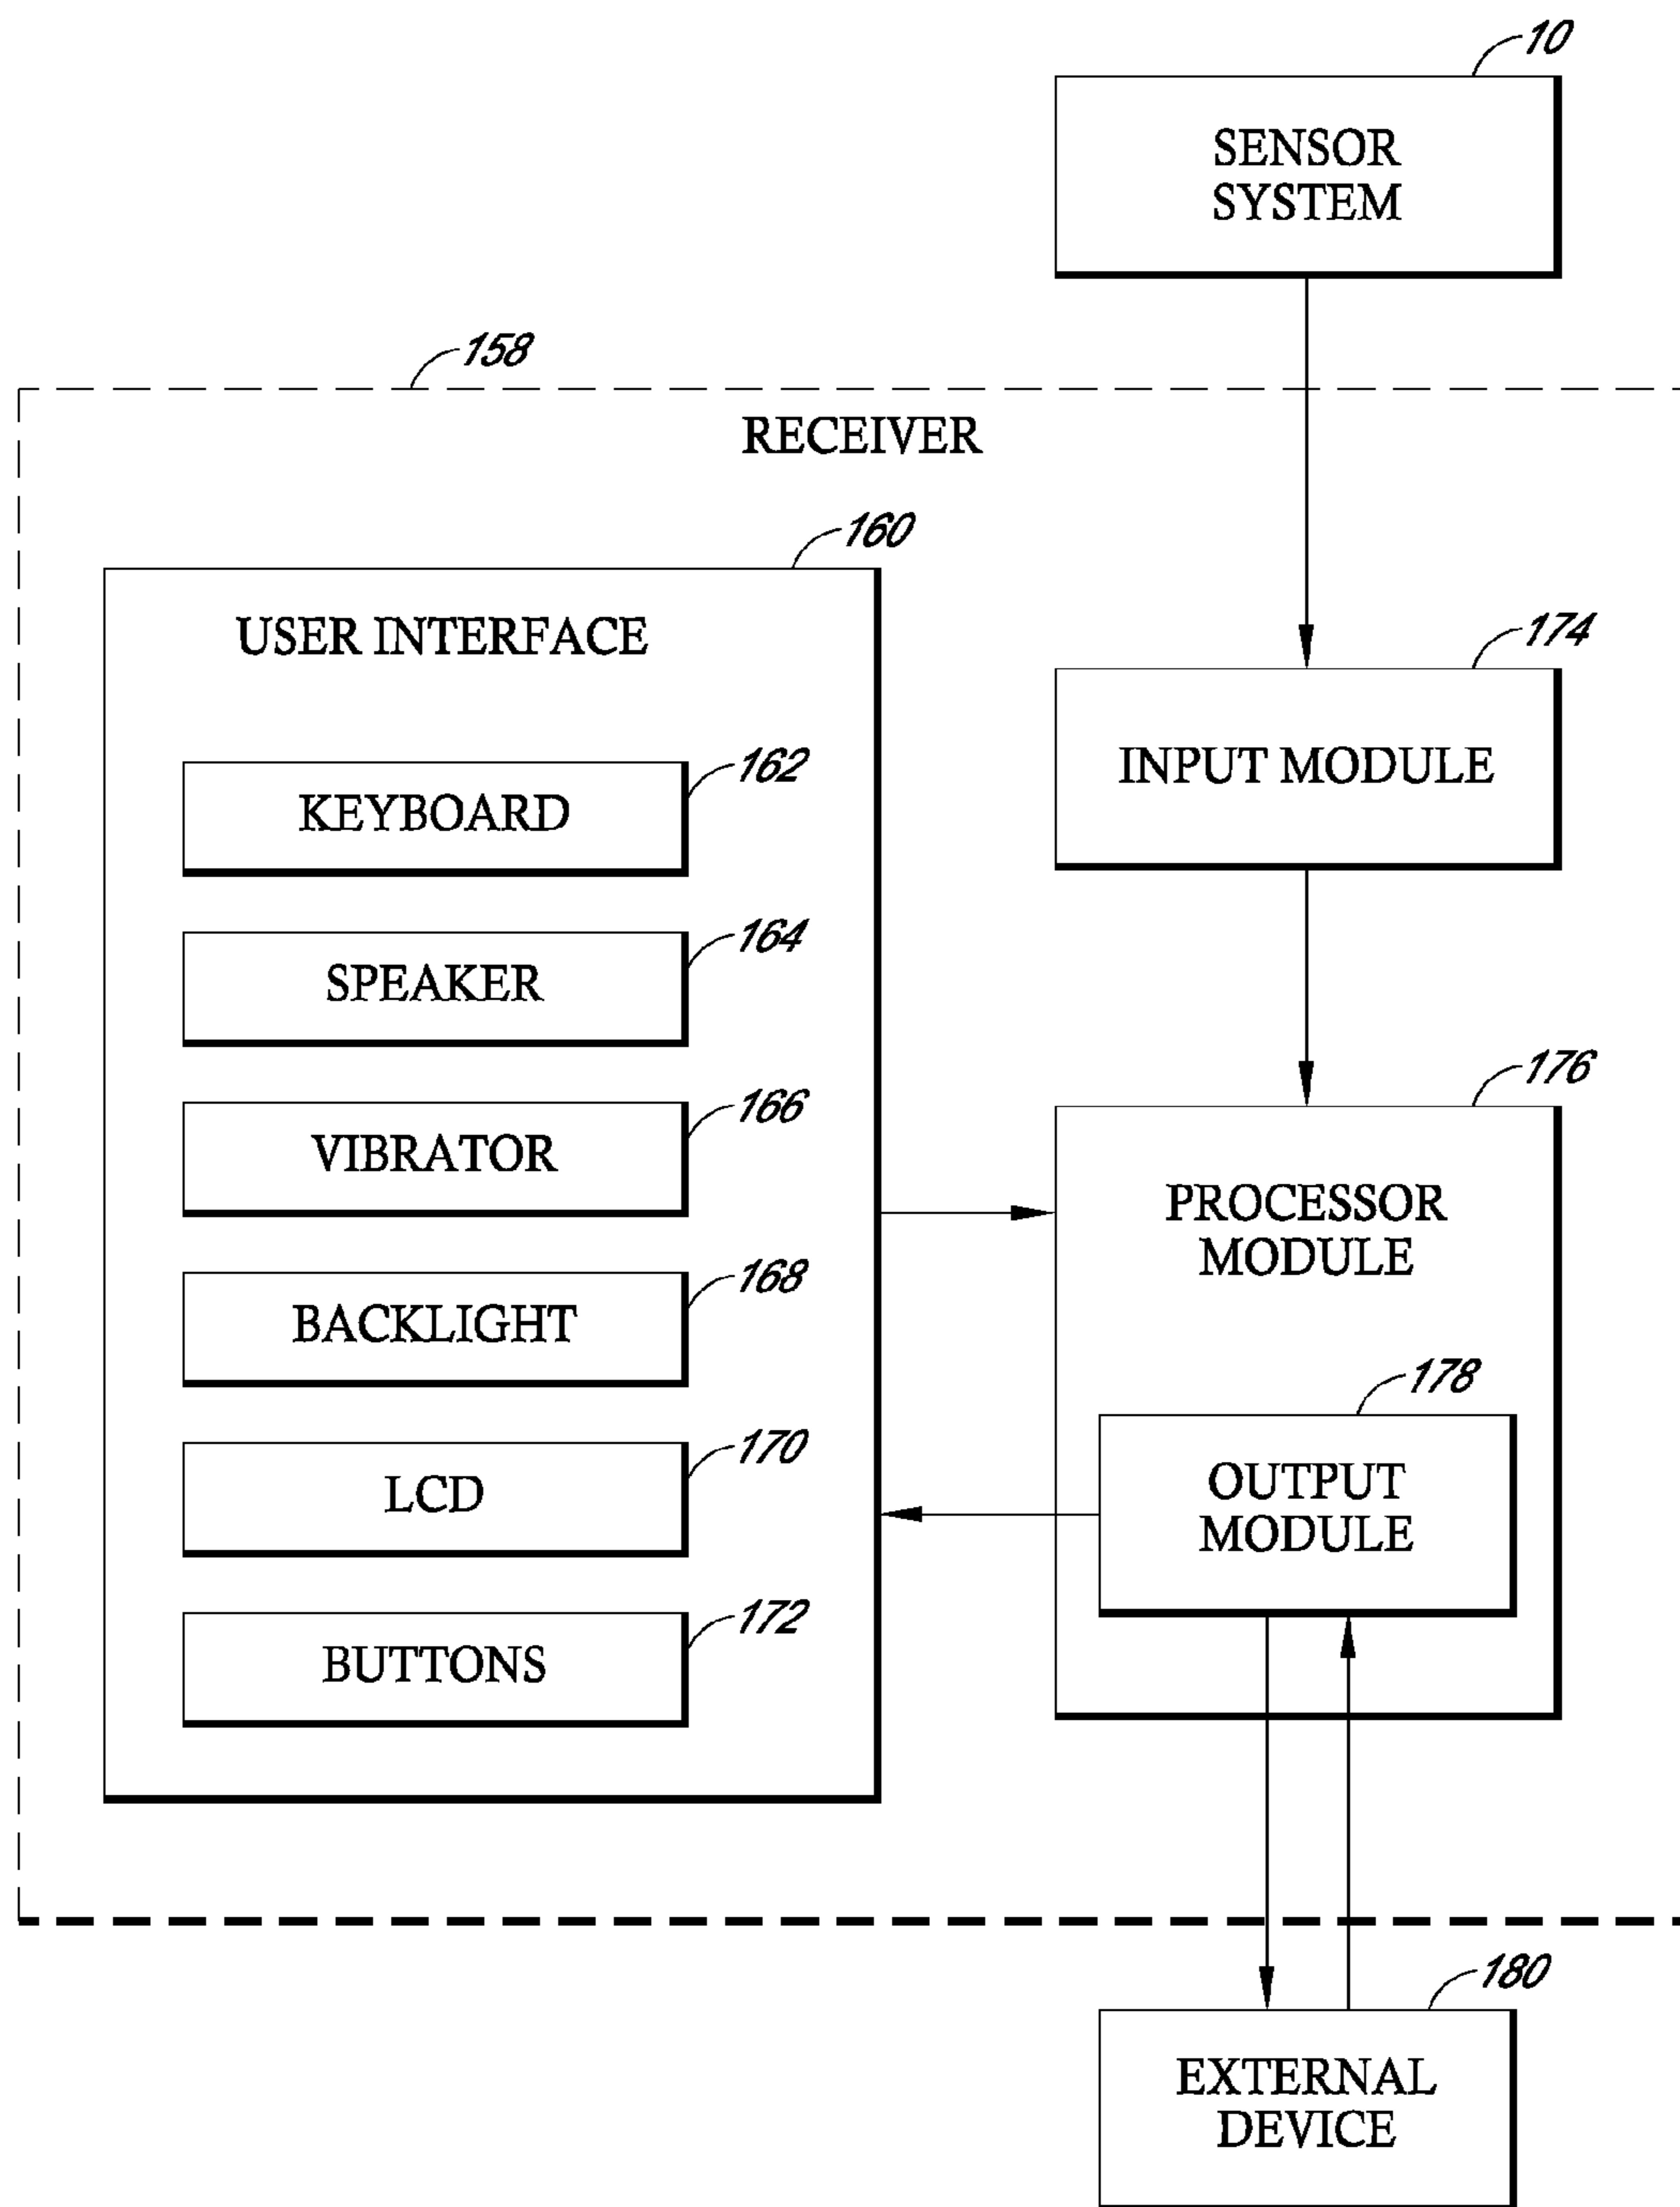 10
SENSOR
SYSTEM
158
RECEIVER
160
USER INTERFACE
162
KEYBOARD
164
SPEAKER
166
VIBRATOR
168
BACKLIGHT
170
LCD
172
BUTTONS
174
INPUT MODULE
176
PROCESSOR
MODULE
178
OUTPUT
MODULE
180
EXTERNAL
DEVICE